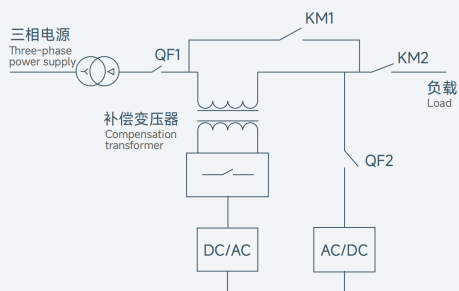 三相电源
Three-phase
power supply
QF1
KM1
KM2
负载
Load
补偿变压器
Compensation
transformer
QF2
DC/AC
AC/DC